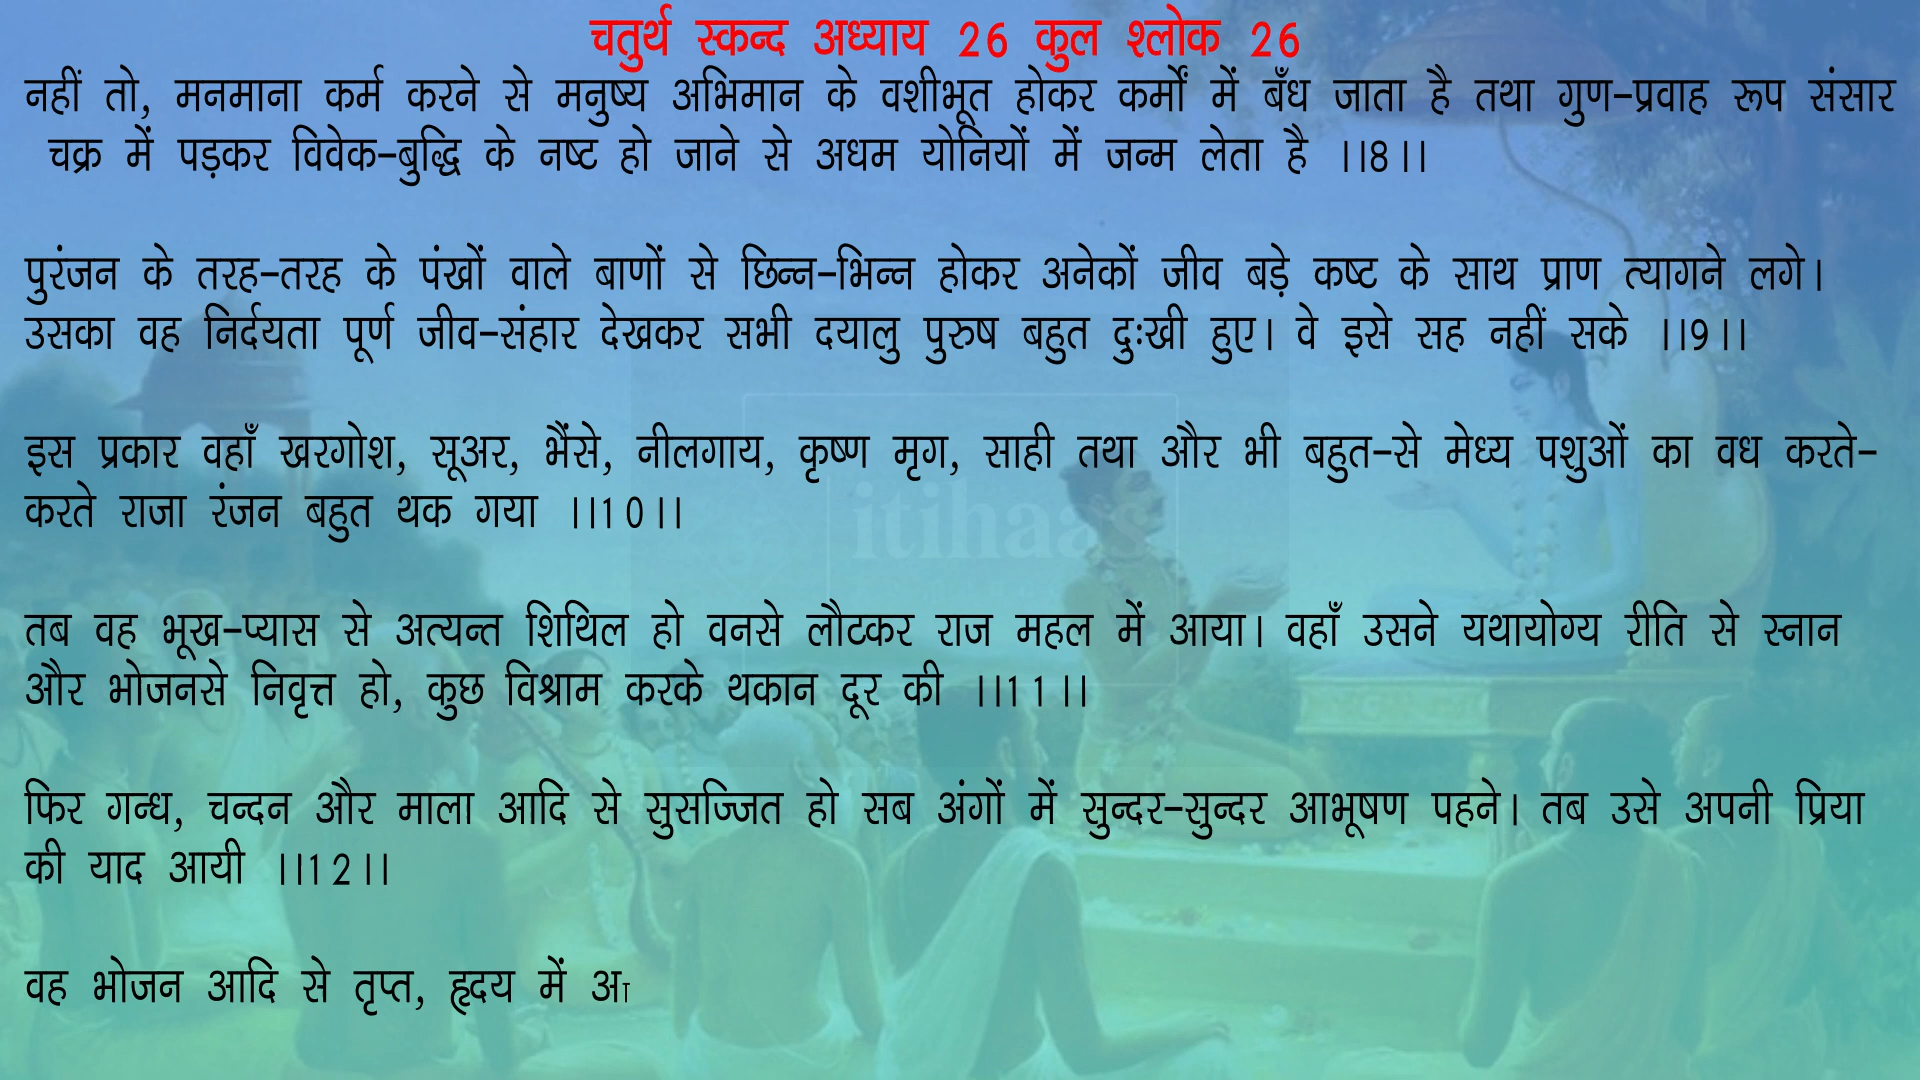 चतुर्थ स्कन्द अध्याय 26 कुल श्लोक 26
नहीं तो, मनमाना कर्म करने से मनुष्य अभिमान के वशीभूत होकर कर्मों में बँध जाता है तथा गुण-प्रवाह रूप संसार
चक्र में पड़कर विवेक-बुद्धि के नष्ट हो जाने से अधम योनियों में जन्म लेता है ।।8।।
पुरंजन के तरह-तरह के पंखों वाले बाणों से छिन्न-भिन्न होकर अनेकों जीव बड़े कष्ट के साथ प्राण त्यागने लगे।
उसका वह निर्दयता पूर्ण जीव-संहार देखकर सभी दयालु पुरुष बहुत दुःखी हुए। वे इसे सह नहीं सके ।।9।।
इस प्रकार वहाँ खरगोश, सूअर, भैंसे, नीलगाय, कृष्ण मृग, साही तथा और भी बहुत-से मेध्य पशुओं का वध करते-
करते राजा रंजन बहुत थक गया ।।10।।
तब वह भूख-प्यास से अत्यन्त शिथिल हो वनसे लौटकर राज महल में आया। वहाँ उसने यथायोग्य रीति से स्नान
और भोजनसे निवृत्त हो, कुछ विश्राम करके थकान दूर की ।।11।।
फिर गन्ध, चन्दन और माला आदि से सुसज्जित हो सब अंगों में सुन्दर-सुन्दर आभूषण पहने। तब उसे अपनी प्रिया
की याद आयी ।।12।।
वह भोजन आदि से तृप्त, हृदय में आ
itihaas